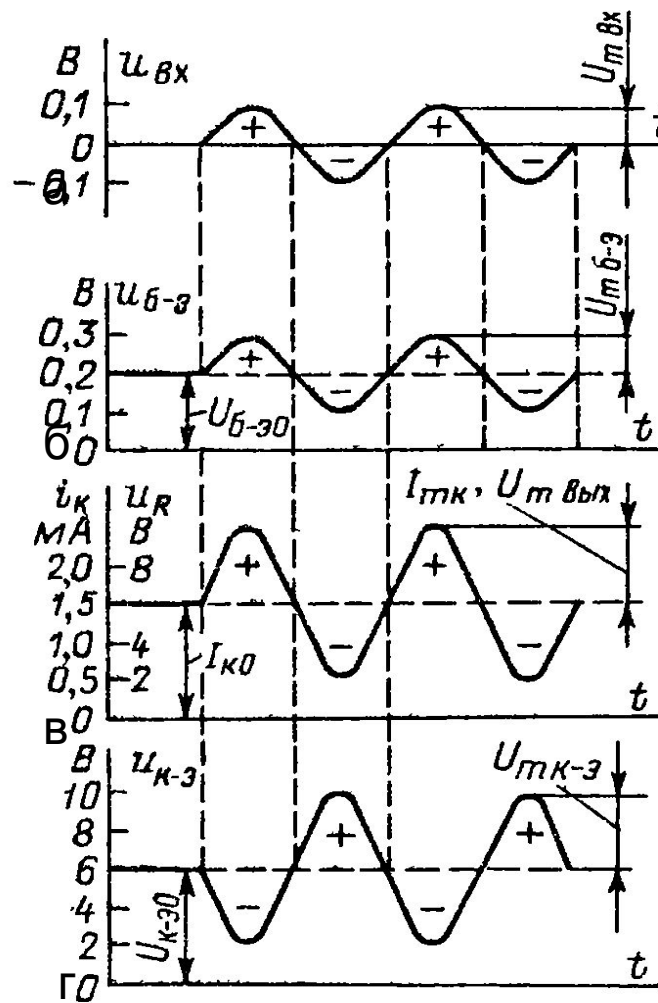 В u вх
U m вх
0,1
+ +
0
− −
−0,1
а
В u б-э
U m б-э
0,3
+ +
0,2
− −
0,1
U б-э0
б 0 t
i к u R
I mк, U m вых
мА В
2,0 8
+ +
1,5
1,0 4
− −
I к0
0,5 2
0 t
в
В u к-э
U m к-э
10
8
+ +
6
4
− −
U к-э0
2
г 0 t